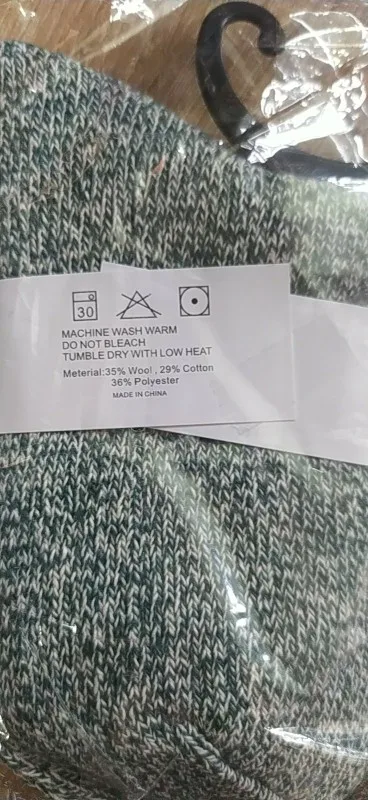 30
MACHINE WASH WARM
DO NOT BLEACH
TUMBLE DRY WITH LOW HEAT
Meterial:35% Wool , 29% Cotton
36% Polyester
MADE IN CHINA